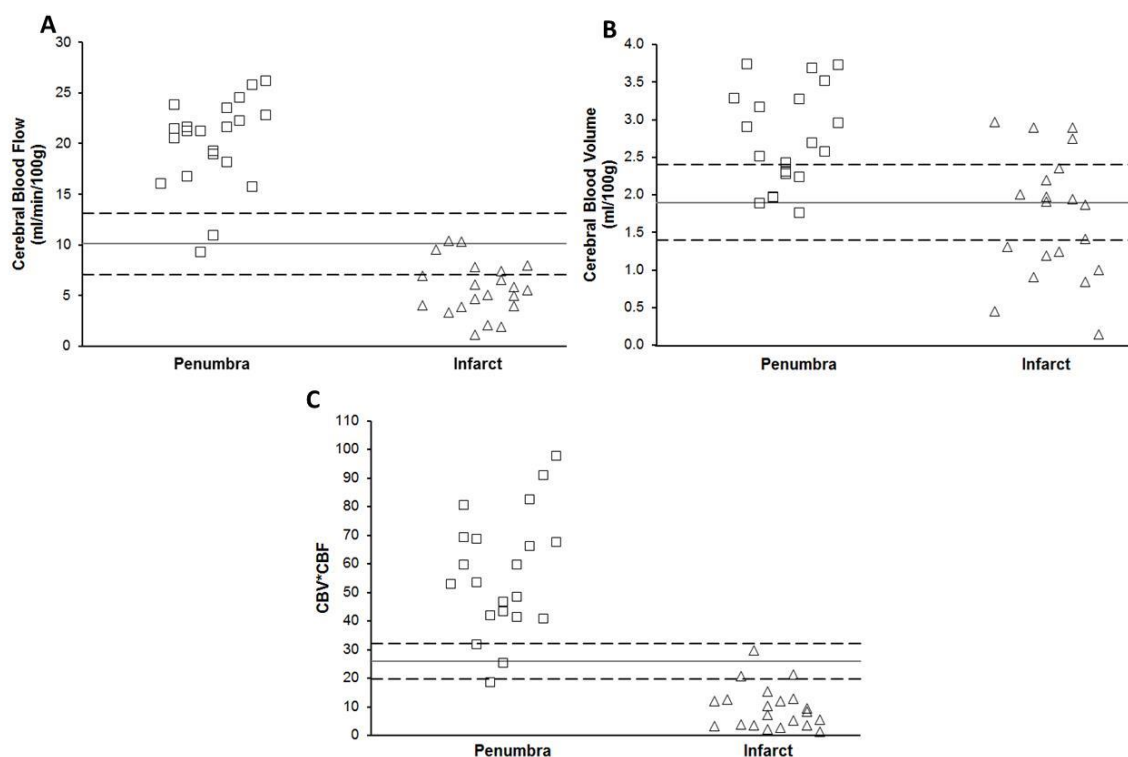 A
Cerebral Blood Flow
(ml/min/100g)
30
25
20
15
10
5
0
Penumbra Infarct
B
Cerebral Blood Volume
(ml/100g)
4.0
3.5
3.0
2.5
2.0
1.5
1.0
0.5
0.0
Penumbra Infarct
C
CBV*CBF
110
100
90
80
70
60
50
40
30
20
10
0
Penumbra Infarct